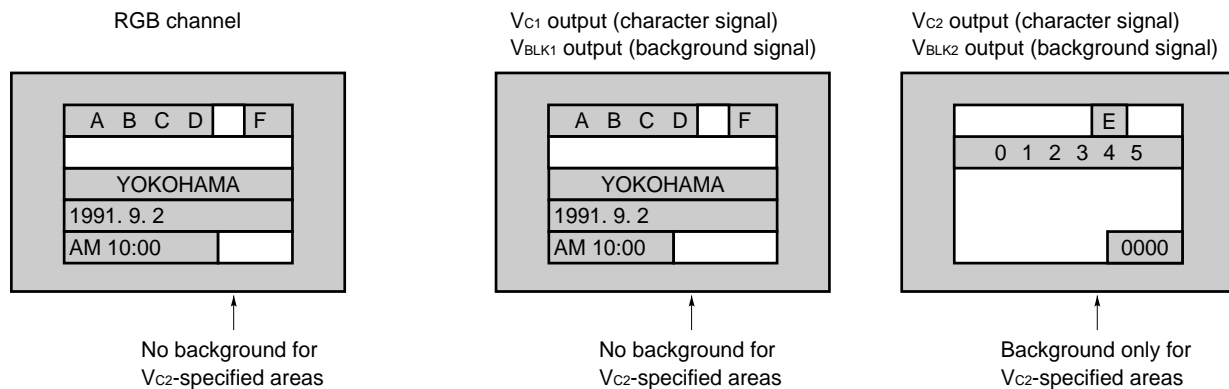 RGB channel
VC1 output (character signal)
VBLK1 output (background signal)
VC2 output (character signal)
VBLK2 output (background signal)
A B C D F
YOKOHAMA
1991. 9. 2
AM 10:00
A B C D F
YOKOHAMA
1991. 9. 2
AM 10:00
E
0 1 2 3 4 5
0000
No background for
VC2-specified areas
No background for
VC2-specified areas
Background only for
VC2-specified areas